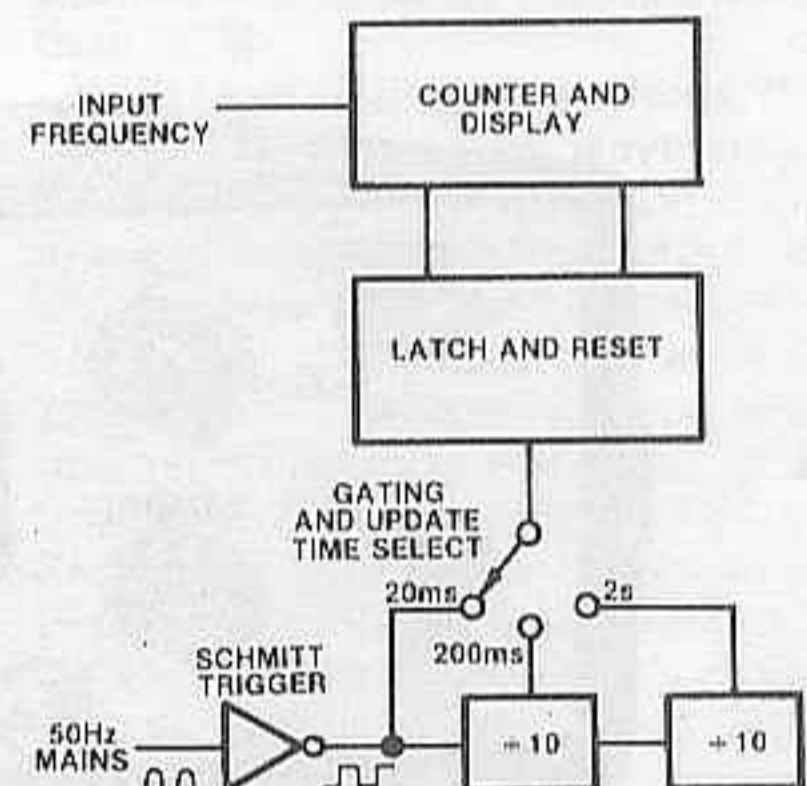 INPUT
FREQUENCY
COUNTER AND
DISPLAY
LATCH AND RESET
GATING
AND UPDATE
TIME SELECT
20ms
2s
200ms
SCHMITT
TRIGGER
50Hz
MAINS
÷ 10
÷ 10